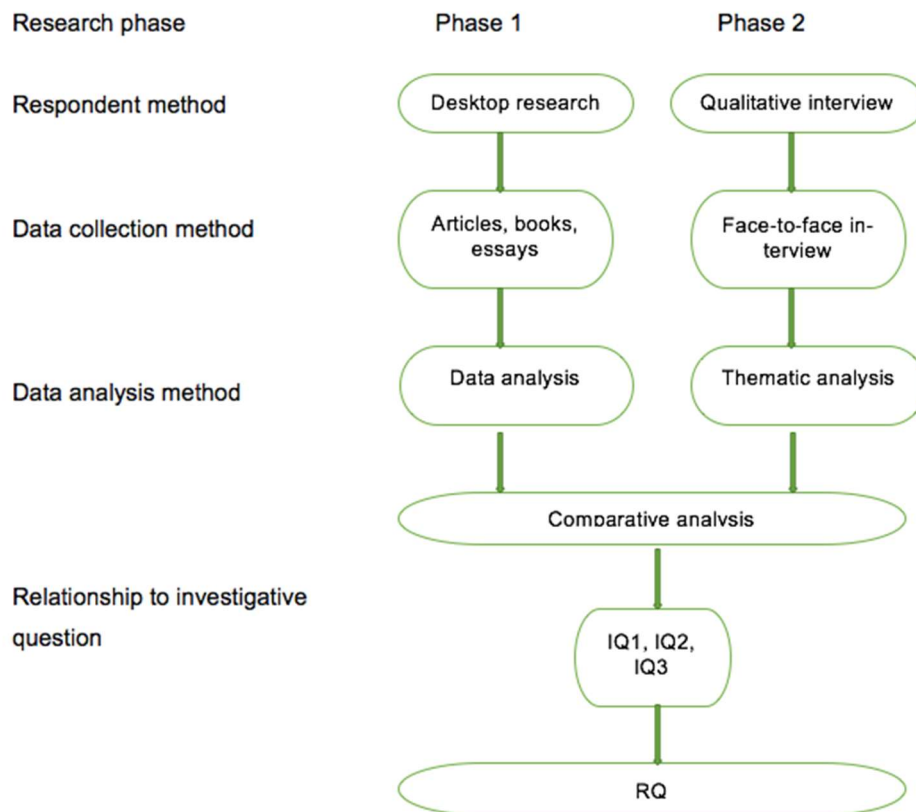 Research phase
Phase 1
Phase 2
Respondent method
Desktop research
Qualitative interview
Data collection method
Articles, books,
essays
Face-to-face in-
terview
Data analysis method
Data analysis
Thematic analysis
Comparative analysis
Relationship to investigative
question
IQ1, IQ2,
IQ3
RQ